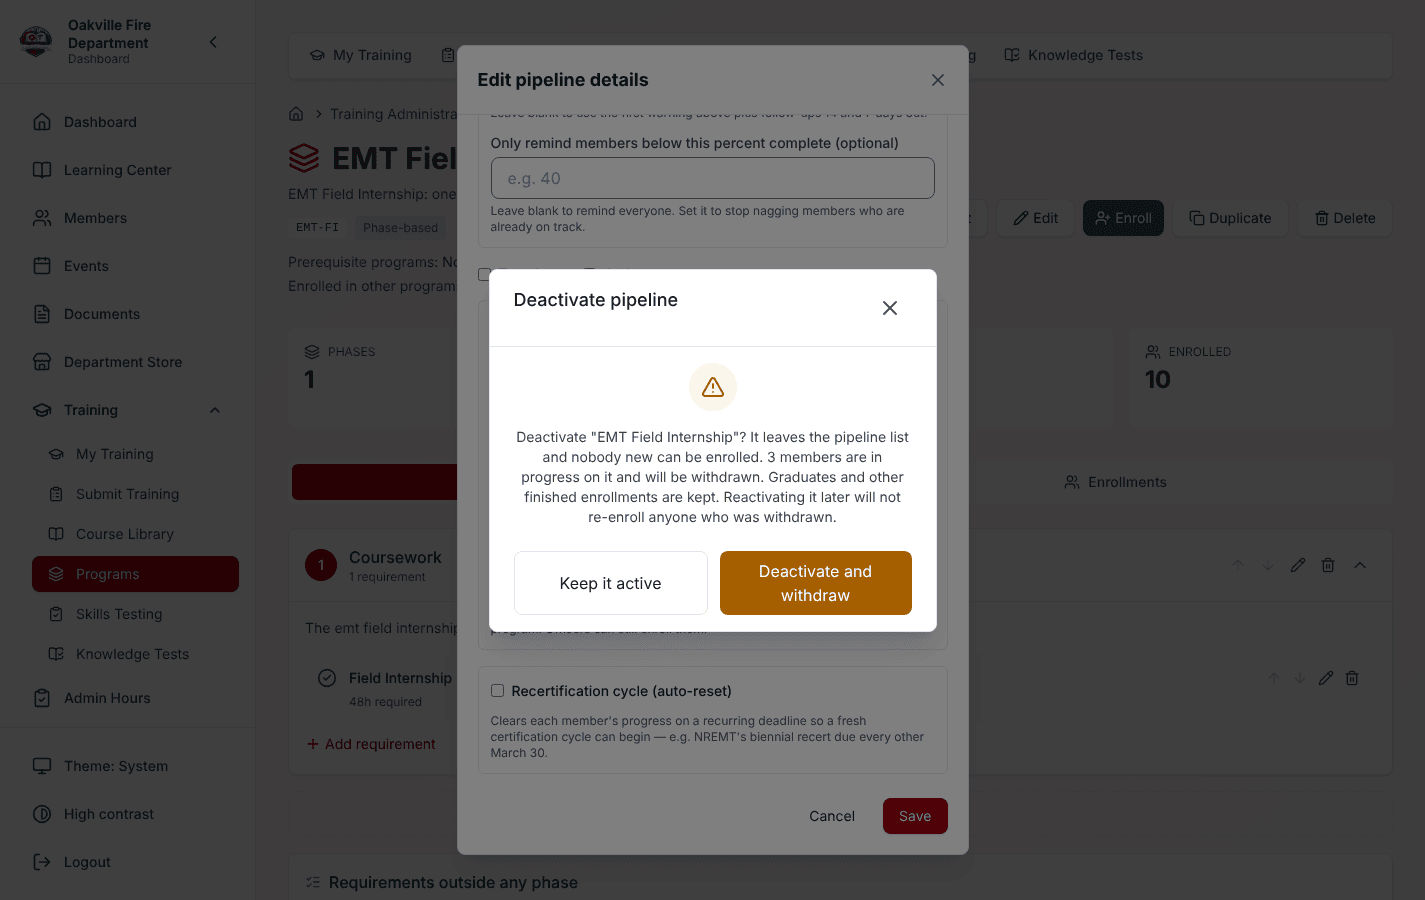 Oakville Fire
Department
Dashboard
Dashboard
Learning Center
Members
Events
Documents
Department Store
Training
My Training
Submit Training
Course Library
Programs
Skills Testing
Knowledge Tests
Admin Hours
Theme: System
High contrast
Logout
My Training
Knowledge Tests
Training Administra
EMT Fiel
EMT Field Internship: one
EMT-FI
Phase-based
Prerequisite programs: No
Enrolled in other program
Edit
Enroll
Duplicate
Delete
PHASES
1
ENROLLED
10
Enrollments
1
Coursework
1 requirement
The emt field internship
Field Internship
48h required
Add requirement
Requirements outside any phase
Edit pipeline details
Only remind members below this percent complete (optional)
e.g. 40
Leave blank to remind everyone. Set it to stop nagging members who are
already on track.
Deactivate pipeline
Deactivate "EMT Field Internship"? It leaves the pipeline list
and nobody new can be enrolled. 3 members are in
progress on it and will be withdrawn. Graduates and other
finished enrollments are kept. Reactivating it later will not
re-enroll anyone who was withdrawn.
Keep it active
Deactivate and
withdraw
Recertification cycle (auto-reset)
Clears each member's progress on a recurring deadline so a fresh
certification cycle can begin — e.g. NREMT's biennial recert due every other
March 30.
Cancel
Save